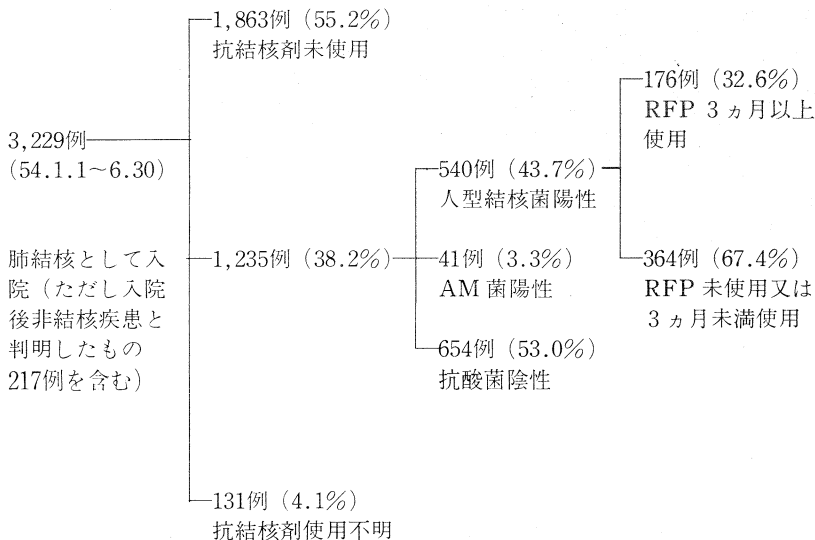 3,229例
(54.1.1～6.30)
肺結核として入
院（ただし入院
後非結核疾患と
判明したもの
217例を含む）
1,863例 (55.2%)
抗結核剤未使用
1,235例 (38.2%)
131例 (4.1%)
抗結核剤使用不明
540例 (43.7%)
人型結核菌陽性
41例 (3.3%)
AM 菌陽性
654例 (53.0%)
抗酸菌陰性
176例 (32.6%)
RFP 3ヵ月以上
使用
364例 (67.4%)
RFP 未使用又は
3ヵ月未満使用